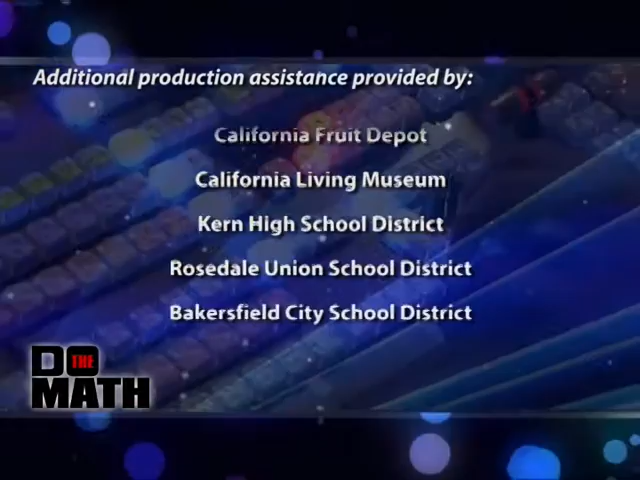 Additional production assistance provided by:
California Fruit Depot
California Living Museum
Kern High School District
Rosedale Union School District
Bakersfield City School District
DO THE
MATH